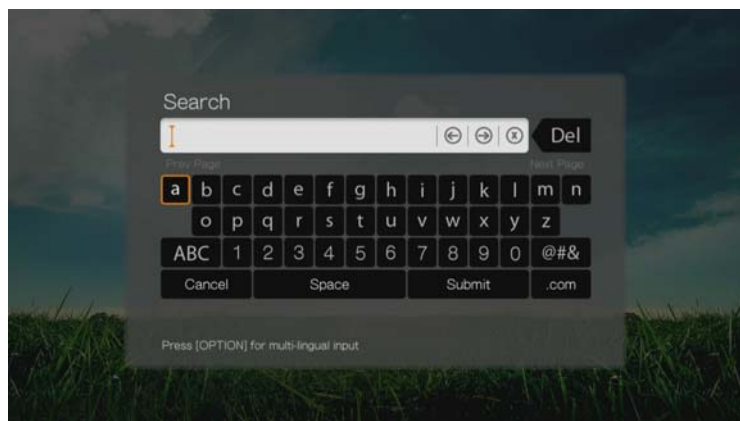 Search
Del
Prev Page Next Page
a b c d e f g h i j k l m n
o p q r s t u v w x y z
ABC 1 2 3 4 5 6 7 8 9 0 @#&
Cancel Space Submit .com
Press [OPTION] for multi-lingual input